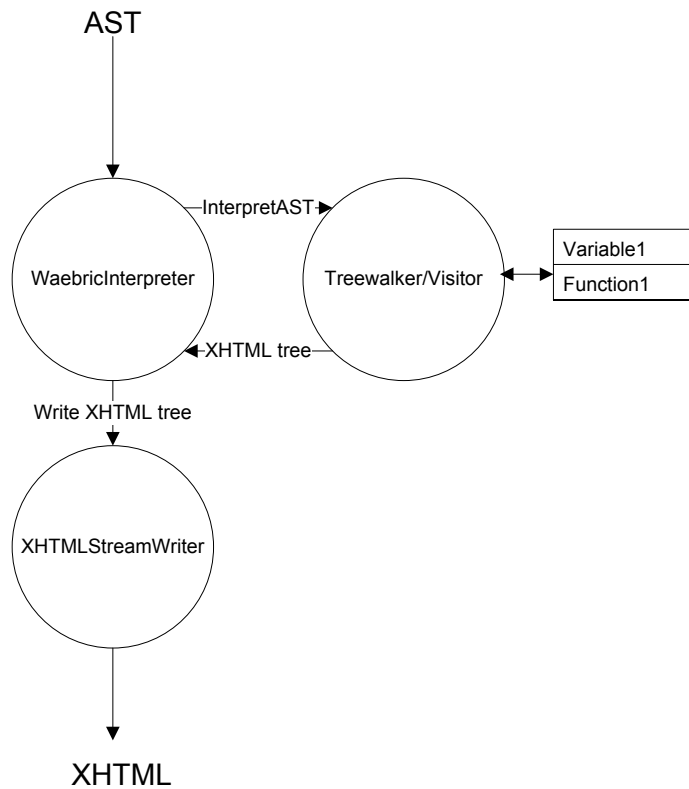 AST
InterpretAST
WaebricInterpreter
Treewalker/Visitor
Variable1
Function1
XHTML tree
Write XHTML tree
XHTMLStreamWriter
XHTML